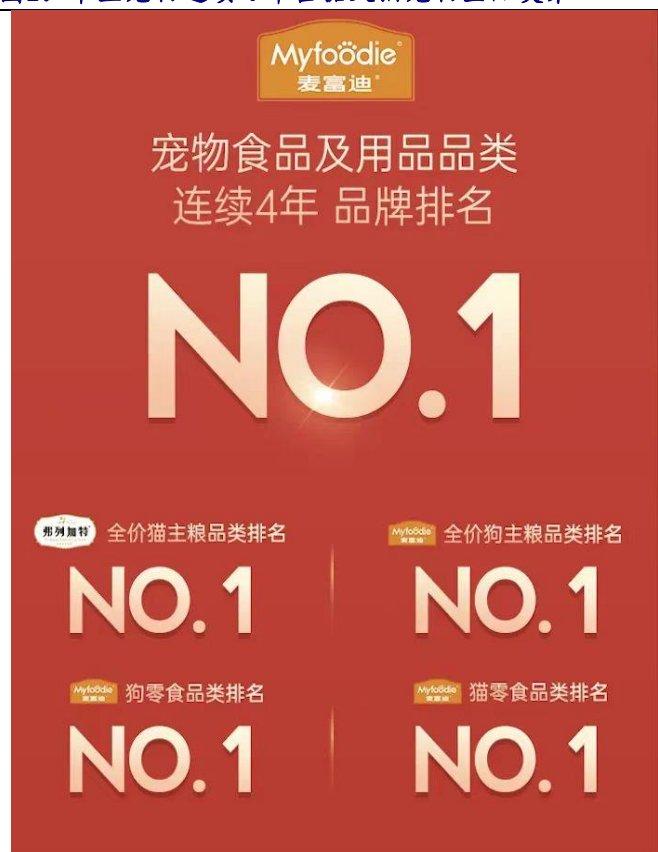 Myfoodie®
麦富迪®
宠物食品及用品品类
连续4年 品牌排名
NO.1
弗列加特 全价猫主粮品类排名
NO.1
Myfoodie 麦富迪 全价狗主粮品类排名
NO.1
Myfoodie 麦富迪 狗零食品类排名
NO.1
Myfoodie 麦富迪 猫零食品类排名
NO.1